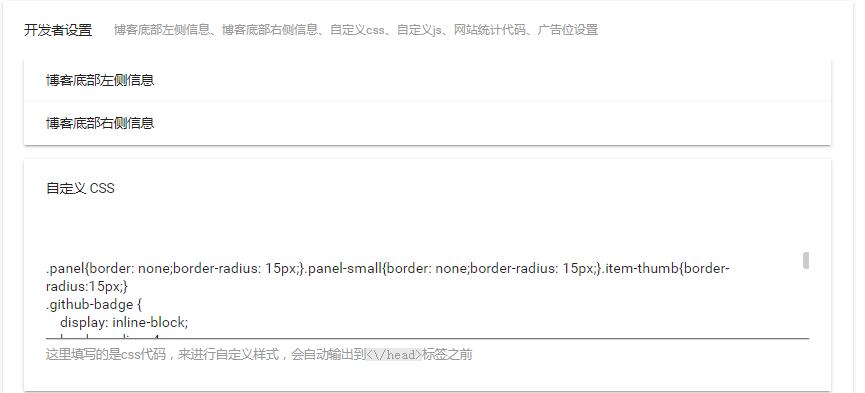 开发者设置 博客底部左侧信息、博客底部右侧信息、自定义css、自定义js、网站统计代码、广告位设置
博客底部左侧信息
博客底部右侧信息
自定义 CSS
.panel{border: none;border-radius: 15px;}.panel-small{border: none;border-radius: 15px;}.item-thumb{border-
radius:15px;}
.github-badge {
display: inline-block;
这里填写的是css代码，来进行自定义样式，会自动输出到<\/head>标签之前